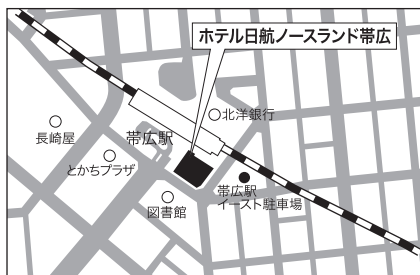 ホテル日航ノースランド帯広
北洋銀行
長崎屋
帯広駅
とかちプラザ
図書館
帯広駅
イースト駐車場